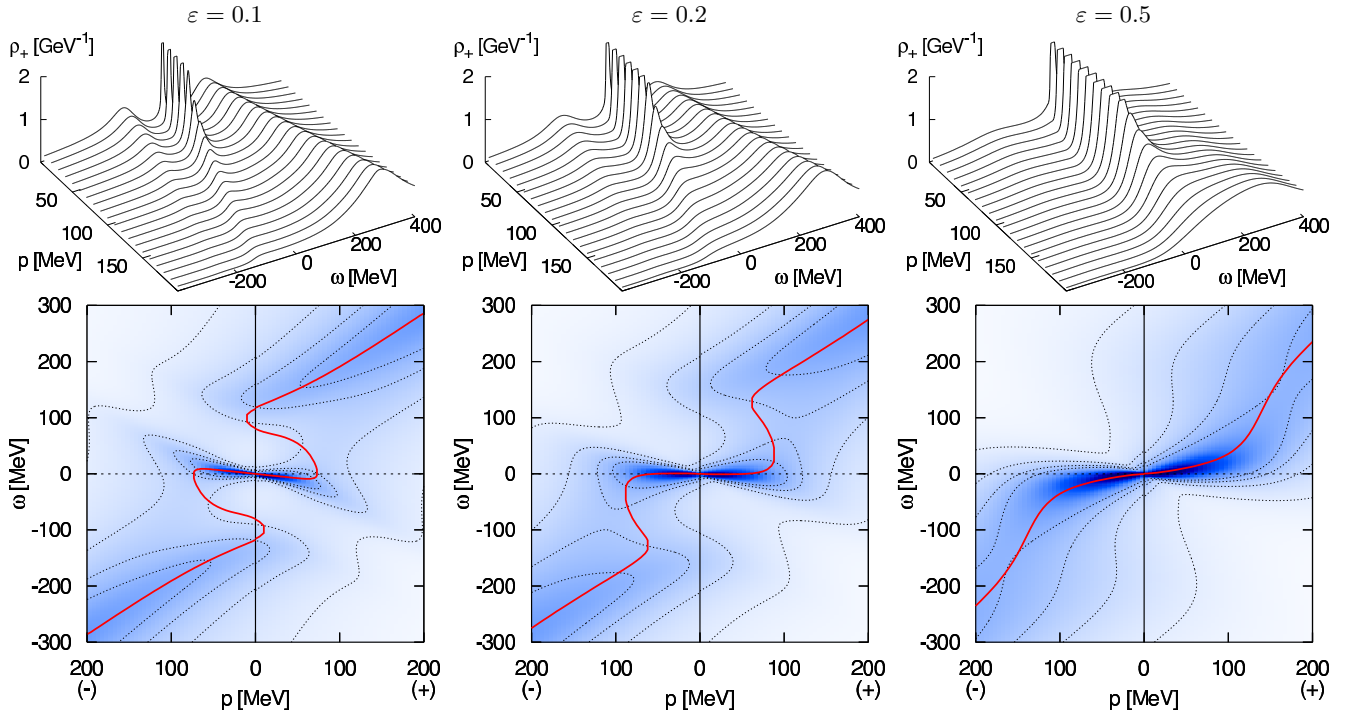 ε = 0.1
ε = 0.2
ε = 0.5
ρ+ [GeV-1]
2
1
0
50
100
150
p [MeV]
-200
0
200
400
ω [MeV]
ρ+ [GeV-1]
2
1
0
50
100
150
p [MeV]
-200
0
200
400
ω [MeV]
ρ+ [GeV-1]
2
1
0
50
100
150
p [MeV]
-200
0
200
400
ω [MeV]
300
200
100
0
-100
-200
-300
ω [MeV]
200 100 0 100 200
(-) p [MeV] (+)
300
200
100
0
-100
-200
-300
ω [MeV]
200 100 0 100 200
(-) p [MeV] (+)
300
200
100
0
-100
-200
-300
ω [MeV]
200 100 0 100 200
(-) p [MeV] (+)